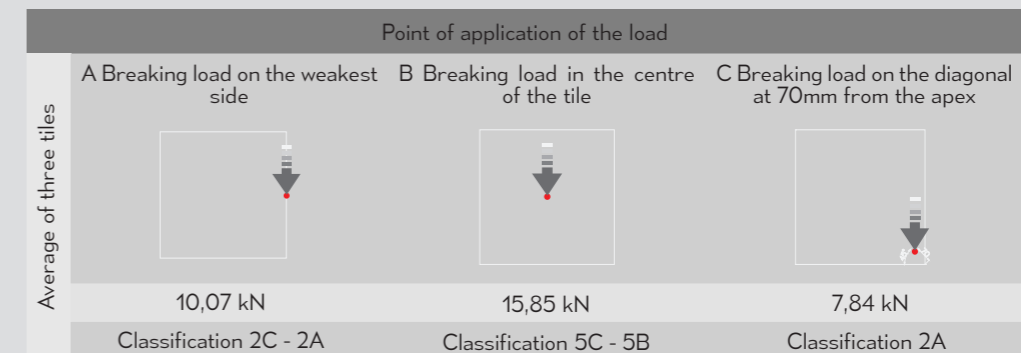 Point of application of the load
Average of three tiles
A Breaking load on the weakest
side
B Breaking load in the centre
of the tile
C Breaking load on the diagonal
at 70mm from the apex
10,07 kN
15,85 kN
7,84 kN
Classification 2C - 2A
Classification 5C - 5B
Classification 2A